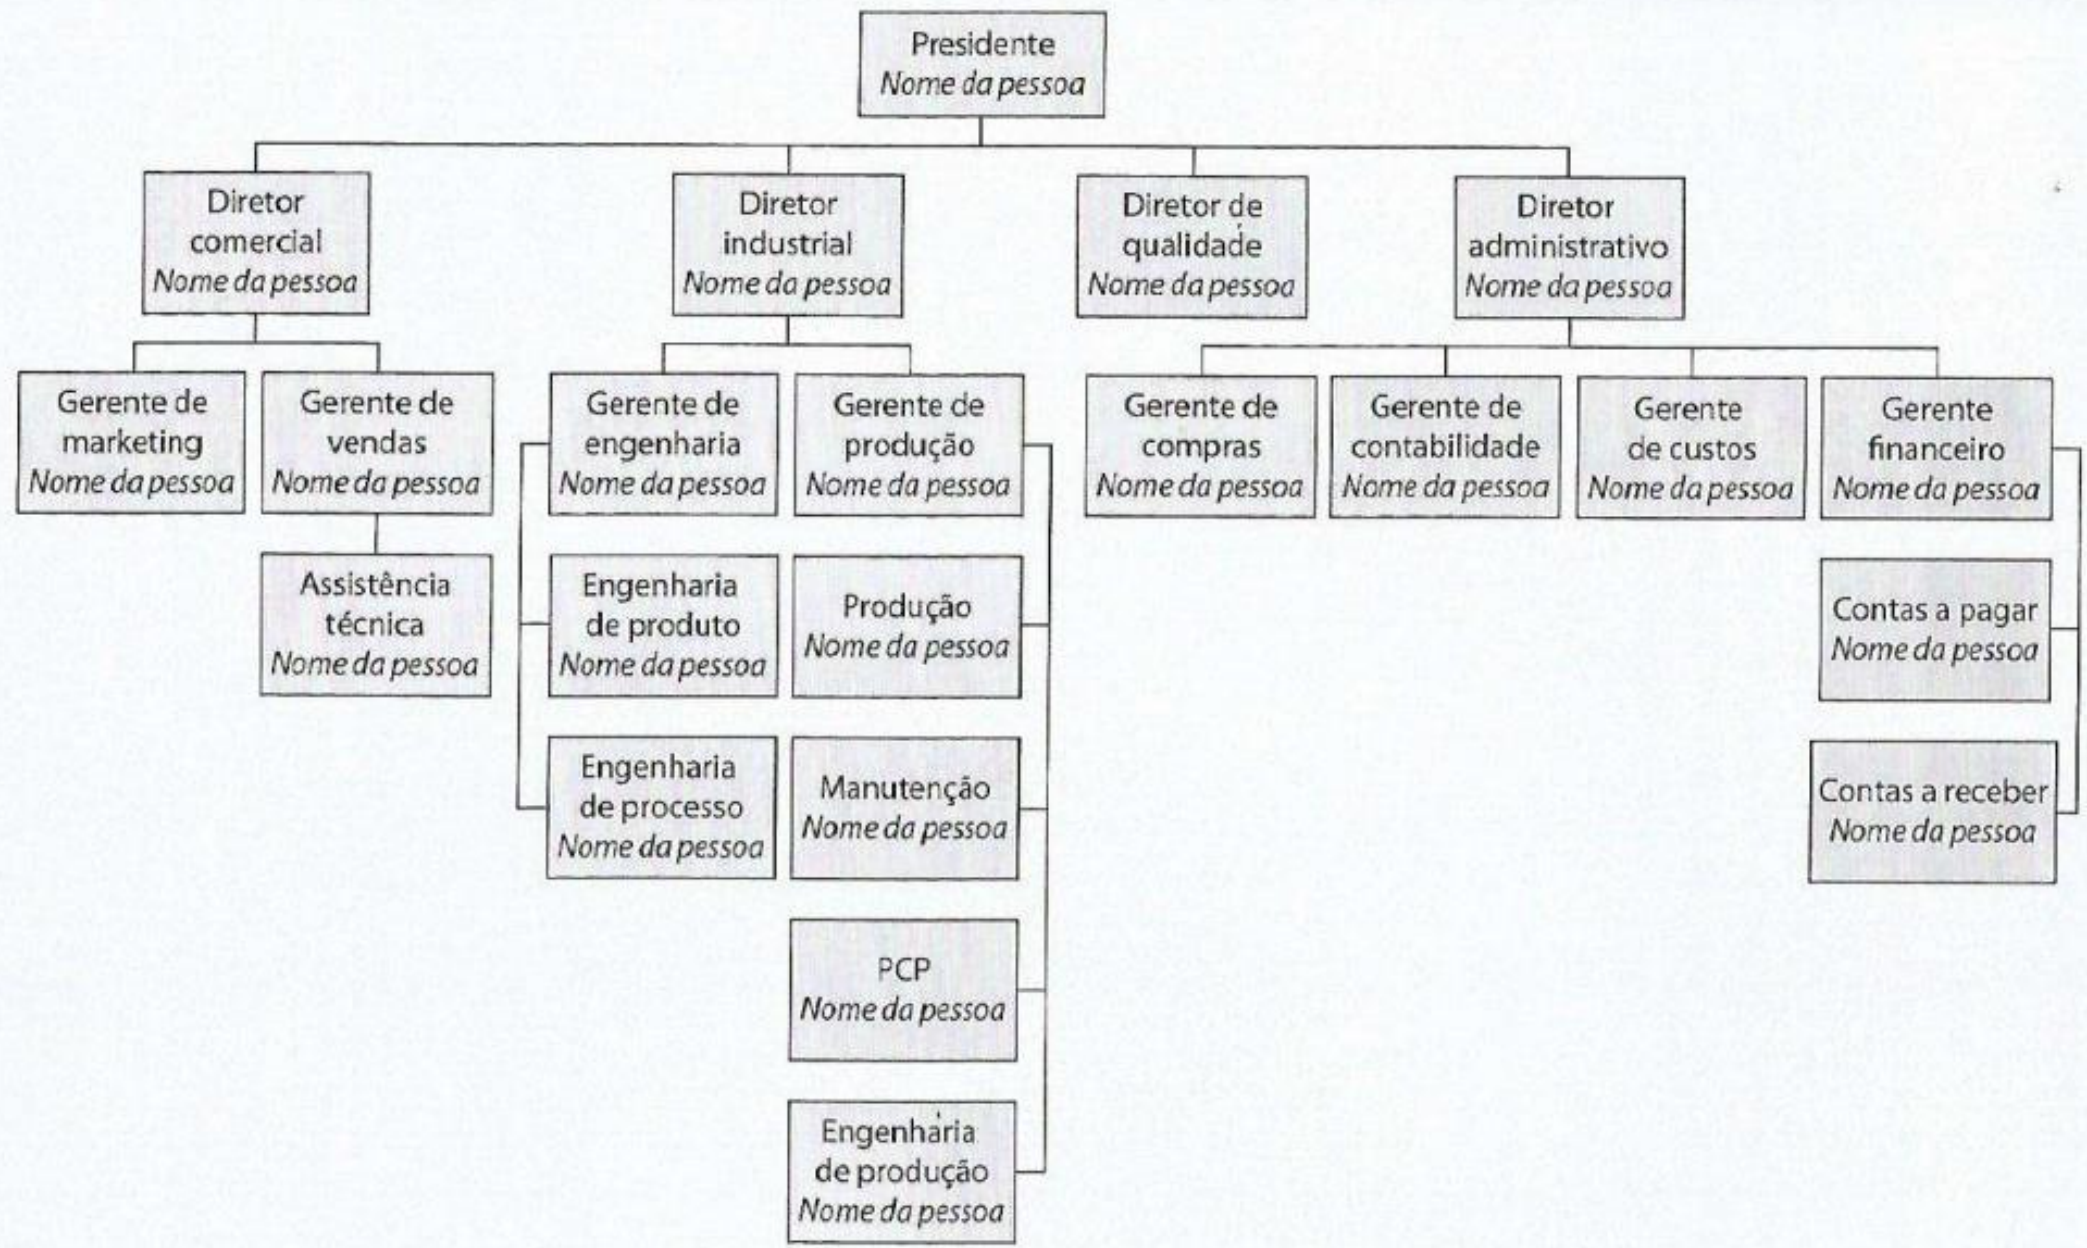 Presidente
Nome da pessoa
Diretor
comercial
Nome da pessoa
Diretor
industrial
Nome da pessoa
Diretor de
qualidade
Nome da pessoa
Diretor
administrativo
Nome da pessoa
Gerente de
marketing
Nome da pessoa
Gerente de
vendas
Nome da pessoa
Gerente de
engenharia
Nome da pessoa
Gerente de
produção
Nome da pessoa
Gerente de
compras
Nome da pessoa
Gerente de
contabilidade
Nome da pessoa
Gerente
de custos
Nome da pessoa
Gerente
financeiro
Nome da pessoa
Assistência
técnica
Nome da pessoa
Engenharia
de produto
Nome da pessoa
Produção
Nome da pessoa
Contas a pagar
Nome da pessoa
Engenharia
de processo
Nome da pessoa
Manutenção
Nome da pessoa
Contas a receber
Nome da pessoa
PCP
Nome da pessoa
Engenharia
de produção
Nome da pessoa